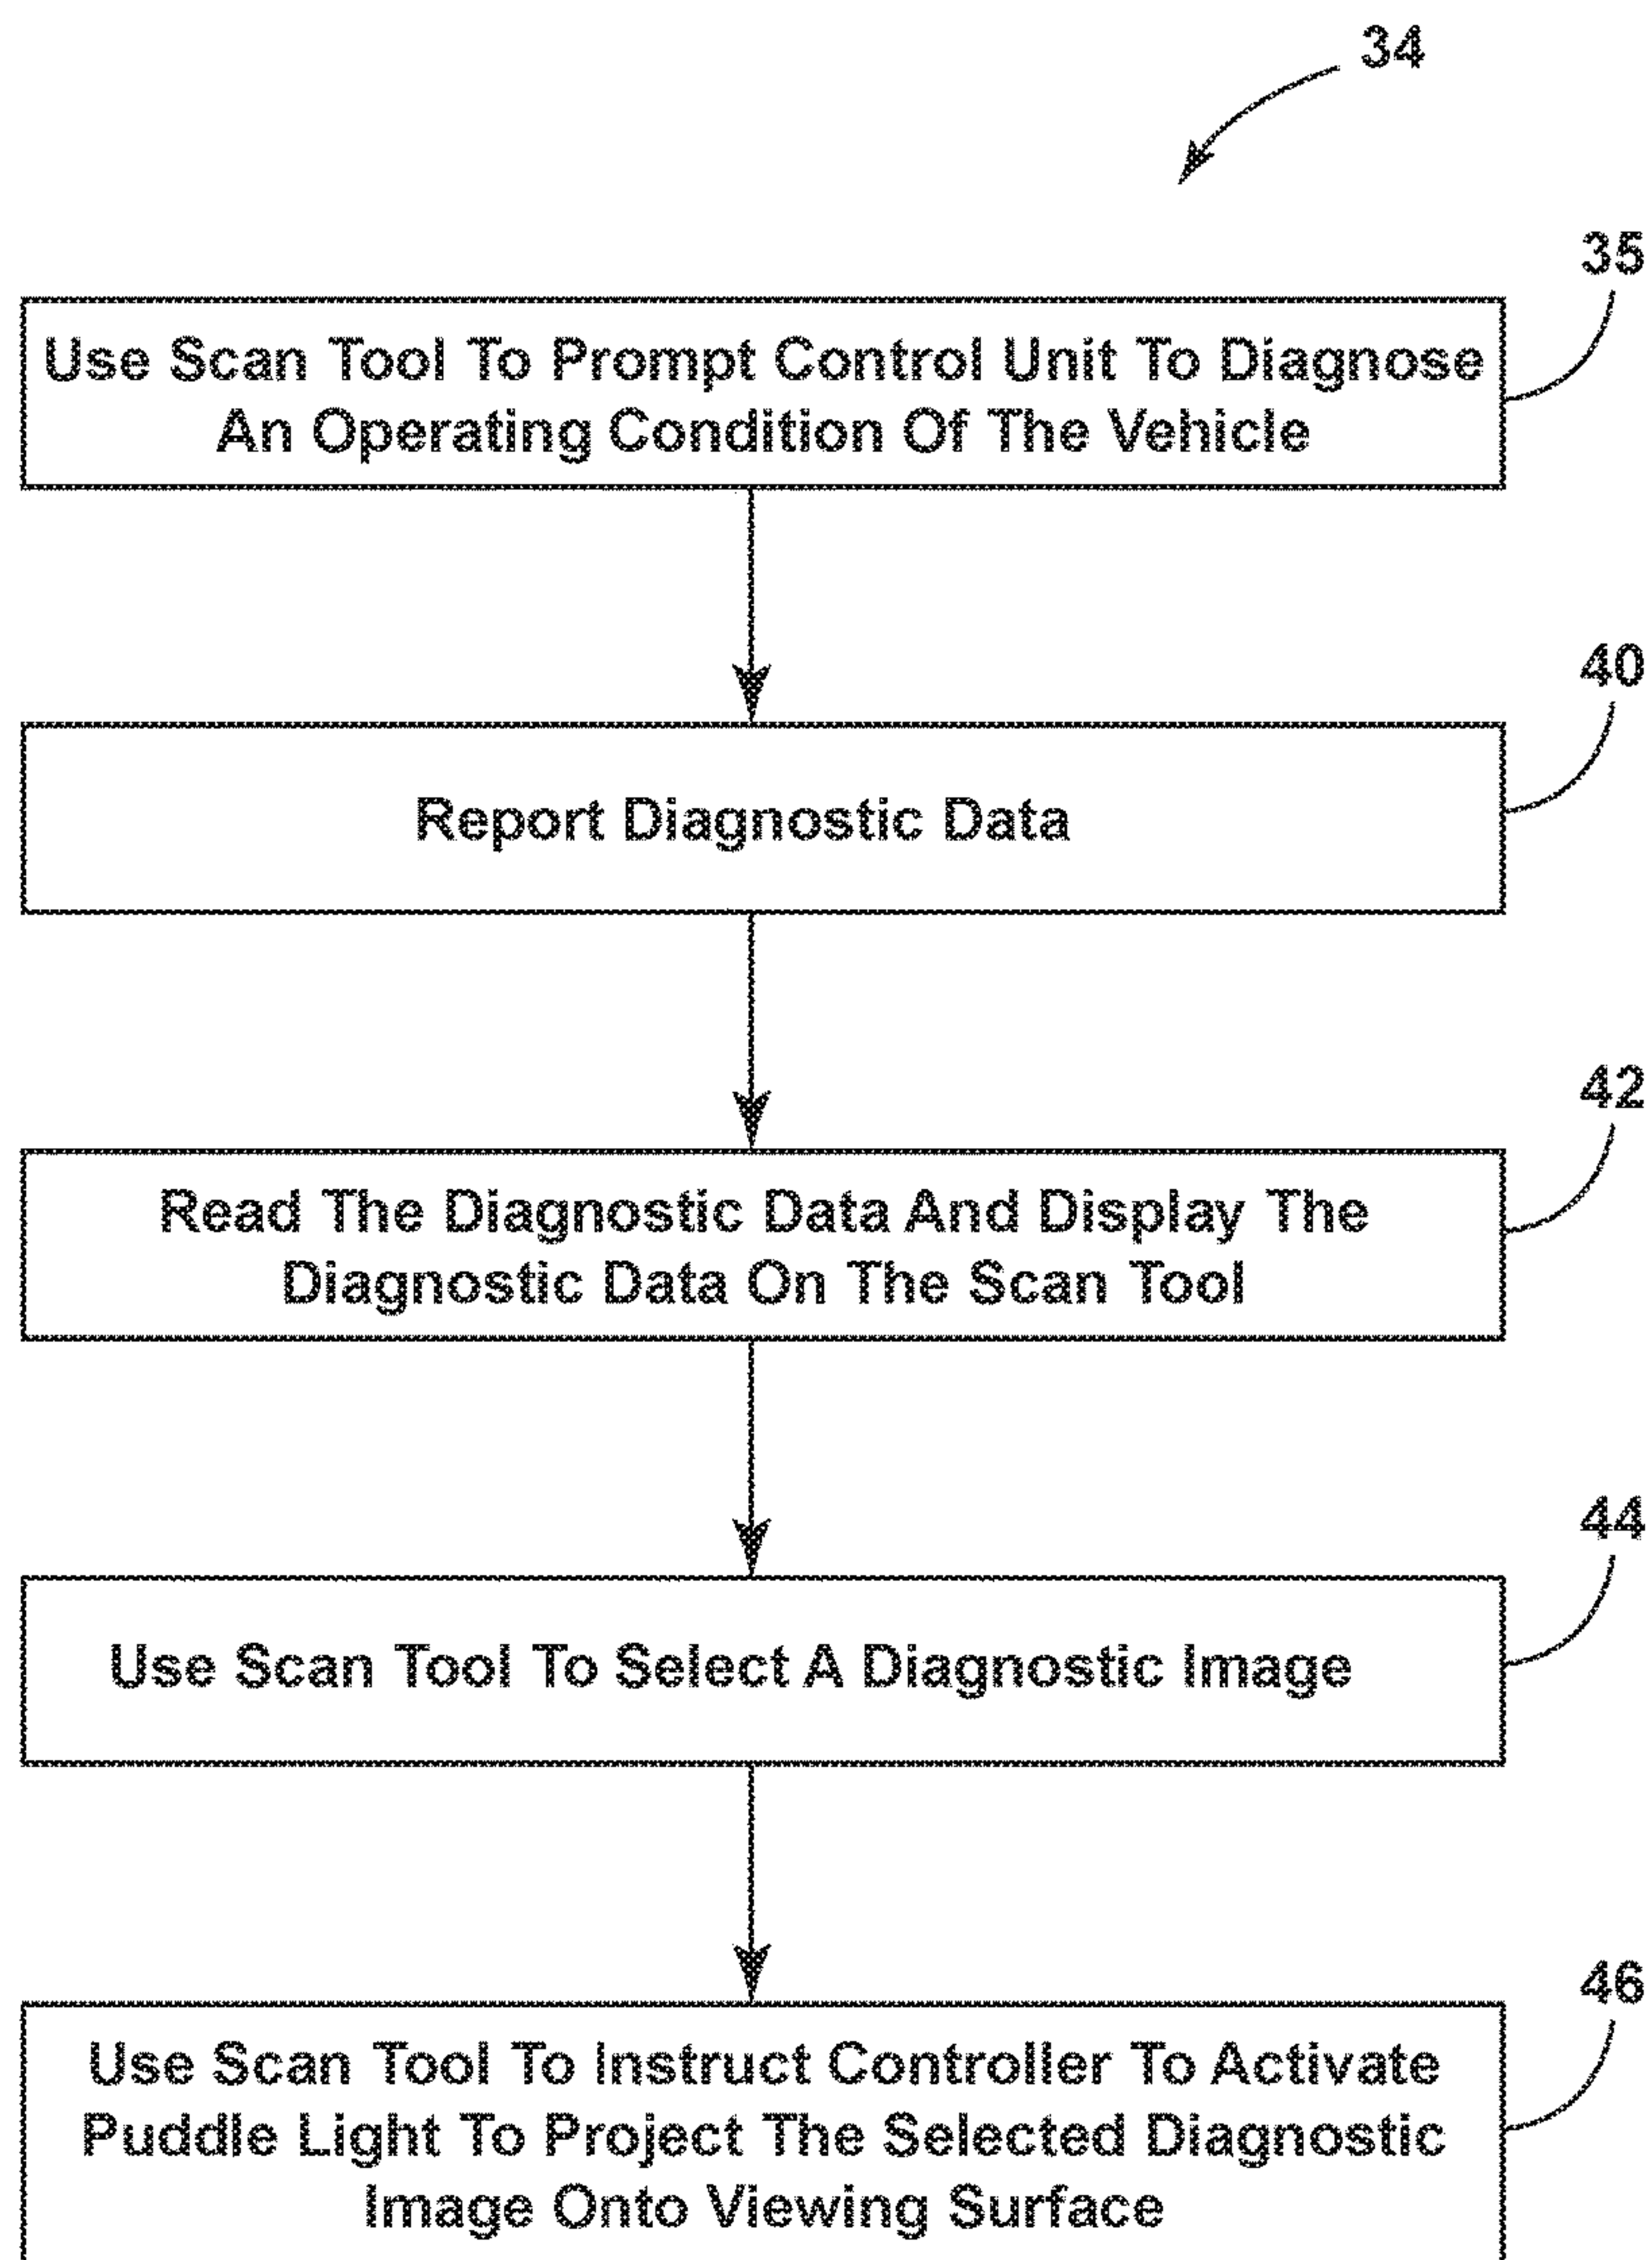 34
35
Use Scan Tool To Prompt Control Unit To Diagnose
An Operating Condition Of The Vehicle
40
Report Diagnostic Data
42
Read The Diagnostic Data And Display The
Diagnostic Data On The Scan Tool
44
Use Scan Tool To Select A Diagnostic Image
46
Use Scan Tool To Instruct Controller To Activate
Puddle Light To Project The Selected Diagnostic
Image Onto Viewing Surface